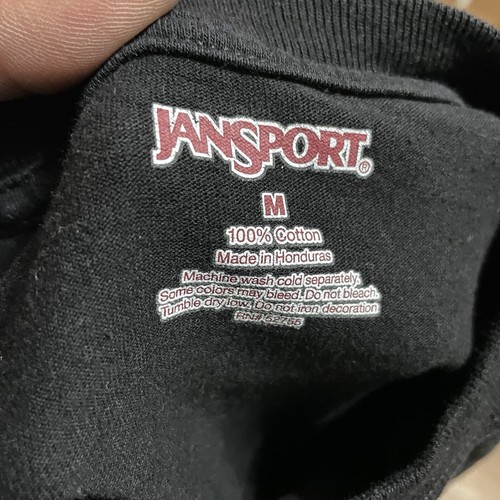 JANSPORT®
M
100% Cotton
Made in Honduras
Machine wash cold separately.
Some colors may bleed. Do not bleach.
Tumble dry low. Do not iron decoration
RN#